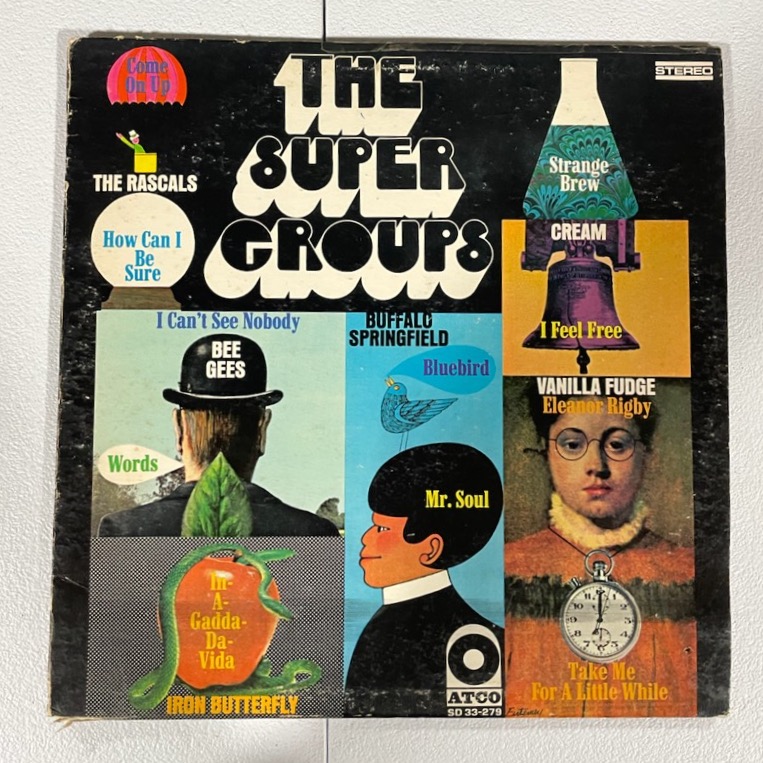 Come
On Up
THE RASCALS
How Can I
Be
Sure
THE
SUPER
GROUPS
STEREO
Strange
Brew
CREAM
I Feel Free
I Can't See Nobody
BEE
GEES
Words
BUFFALO
SPRINGFIELD
Bluebird
Mr. Soul
VANILLA FUDGE
Eleanor Rigby
12
Take Me
For A Little While
In-
A-
Gadda-
Da-
Vida
IRON BUTTERFLY
ATCO
SD 33-279